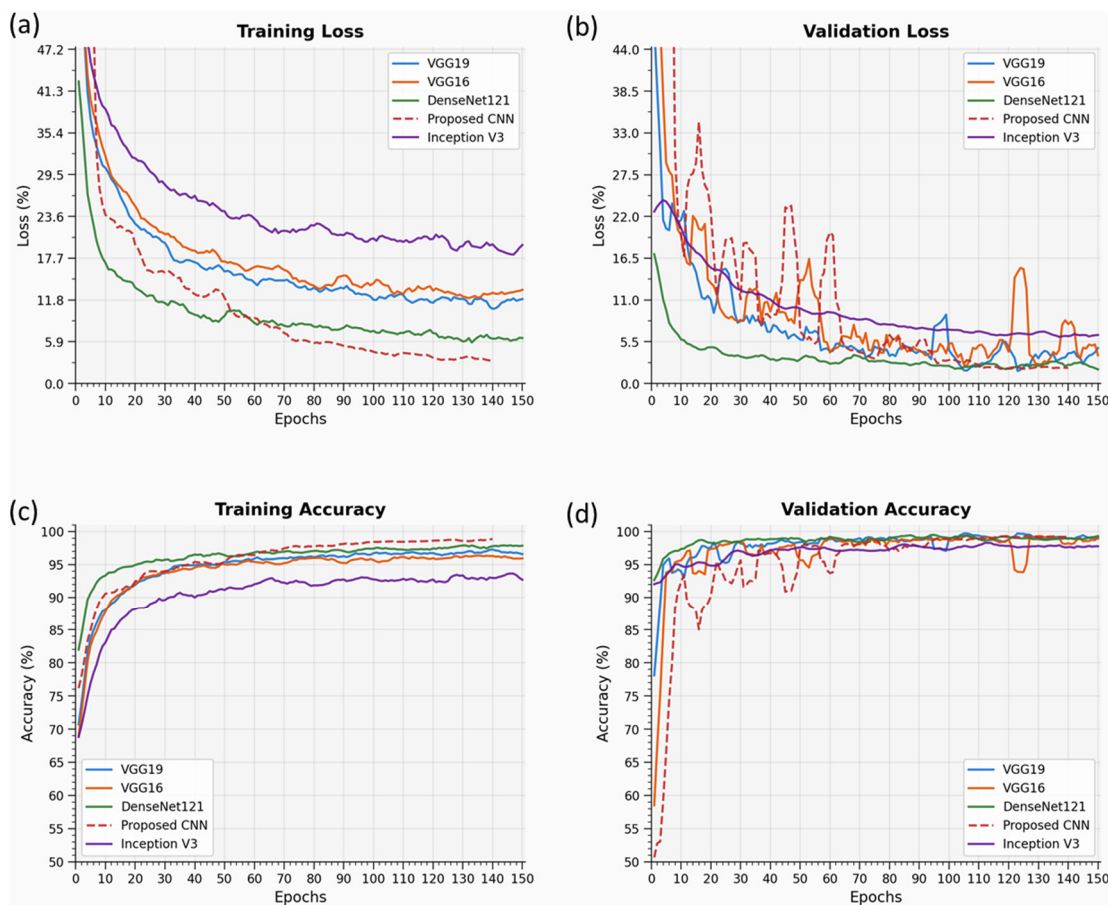 (a)
Training Loss
Loss (%)
47.2
41.3
35.4
29.5
23.6
17.7
11.8
5.9
0.0
VGG19
VGG16
DenseNet121
Proposed CNN
Inception V3
0 10 20 30 40 50 60 70 80 90 100 110 120 130 140 150
Epochs
(b)
Validation Loss
Loss (%)
44.0
38.5
33.0
27.5
22.0
16.5
11.0
5.5
0.0
VGG19
VGG16
DenseNet121
Proposed CNN
Inception V3
0 10 20 30 40 50 60 70 80 90 100 110 120 130 140 150
Epochs
(c)
Training Accuracy
Accuracy (%)
100
95
90
85
80
75
70
65
60
55
50
VGG19
VGG16
DenseNet121
Proposed CNN
Inception V3
0 10 20 30 40 50 60 70 80 90 100 110 120 130 140 150
Epochs
(d)
Validation Accuracy
Accuracy (%)
100
95
90
85
80
75
70
65
60
55
50
VGG19
VGG16
DenseNet121
Proposed CNN
Inception V3
0 10 20 30 40 50 60 70 80 90 100 110 120 130 140 150
Epochs